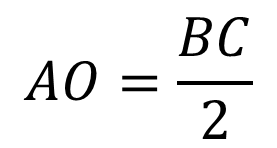 AO = BC / 2